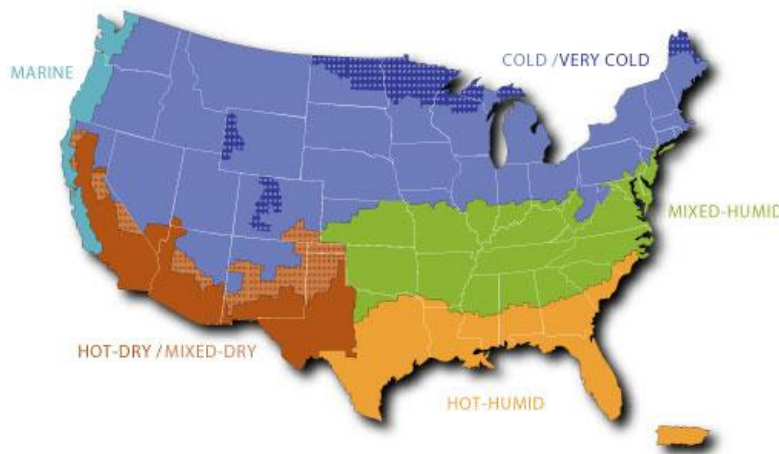 COLD /VERY COLD
MARINE
MIXED-HUMID
HOT-DRY / MIXED-DRY
HOT-HUMID